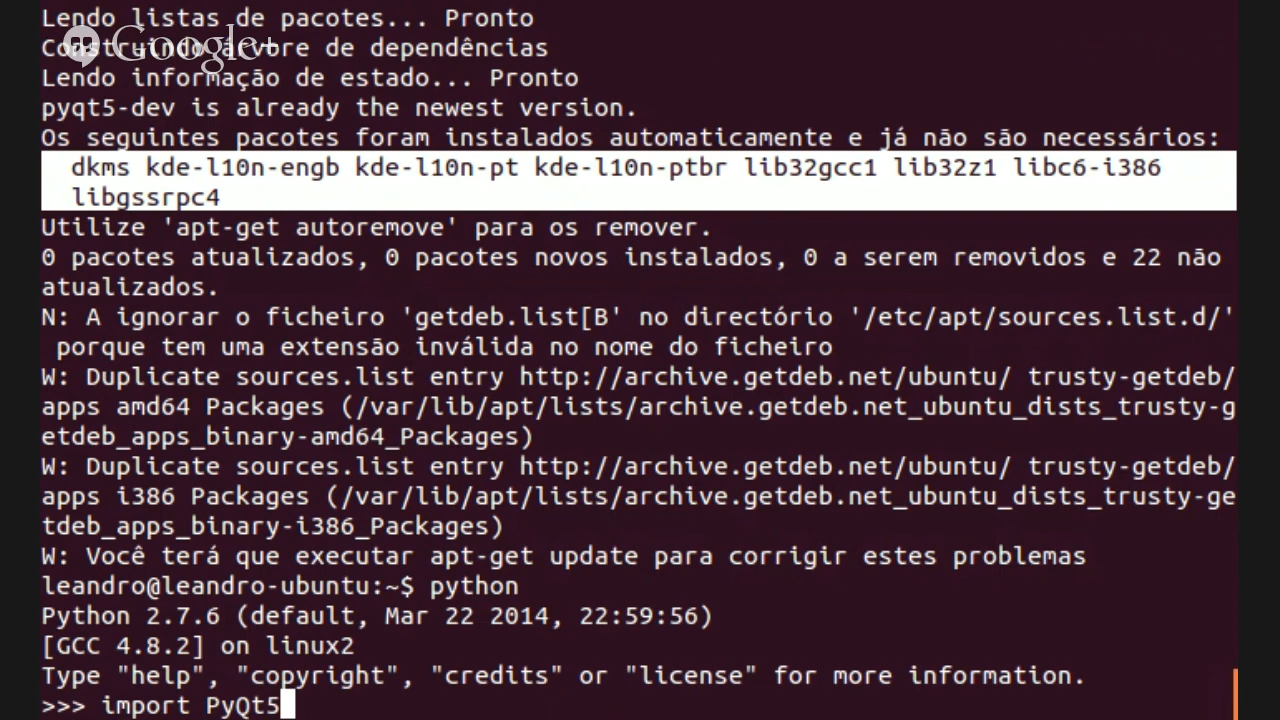 Lendo listas de pacotes... Pronto
Google+
Construindo árvore de dependências
Lendo informação de estado... Pronto
pyqt5-dev is already the newest version.
Os seguintes pacotes foram instalados automaticamente e já não são necessários:
dkms kde-l10n-engb kde-l10n-pt kde-l10n-ptbr lib32gcc1 lib32z1 libc6-i386
libgssrpc4
Utilize 'apt-get autoremove' para os remover.
0 pacotes atualizados, 0 pacotes novos instalados, 0 a serem removidos e 22 não
atualizados.
N: A ignorar o ficheiro 'getdeb.list[B' no directório '/etc/apt/sources.list.d/'
porque tem uma extensão inválida no nome do ficheiro
W: Duplicate sources.list entry http://archive.getdeb.net/ubuntu/ trusty-getdeb/
apps amd64 Packages (/var/lib/apt/lists/archive.getdeb.net_ubuntu_dists_trusty-g
etdeb_apps_binary-amd64_Packages)
W: Duplicate sources.list entry http://archive.getdeb.net/ubuntu/ trusty-getdeb/
apps i386 Packages (/var/lib/apt/lists/archive.getdeb.net_ubuntu_dists_trusty-ge
tdeb_apps_binary-i386_Packages)
W: Você terá que executar apt-get update para corrigir estes problemas
leandro@leandro-ubuntu:~$ python
Python 2.7.6 (default, Mar 22 2014, 22:59:56)
[GCC 4.8.2] on linux2
Type "help", "copyright", "credits" or "license" for more information.
>>> import PyQt5